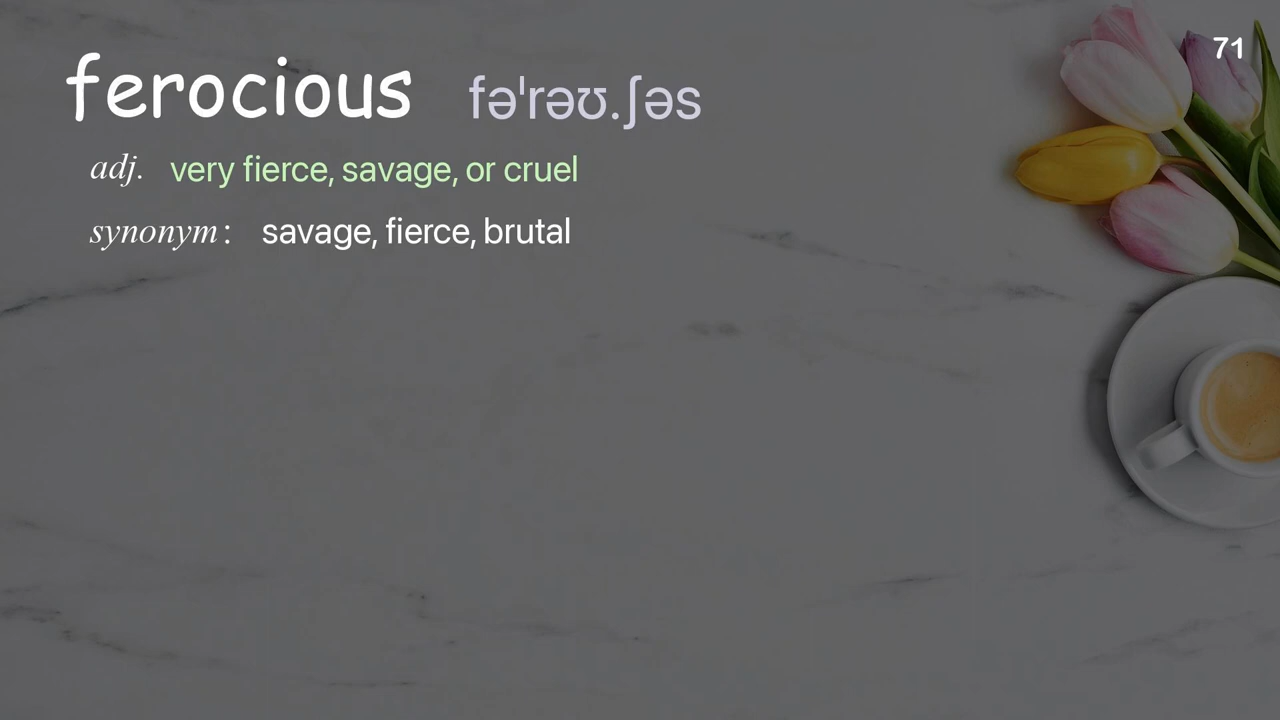 71
ferocious fəˈrəʊ.ʃəs
adj. very fierce, savage, or cruel
synonym: savage, fierce, brutal